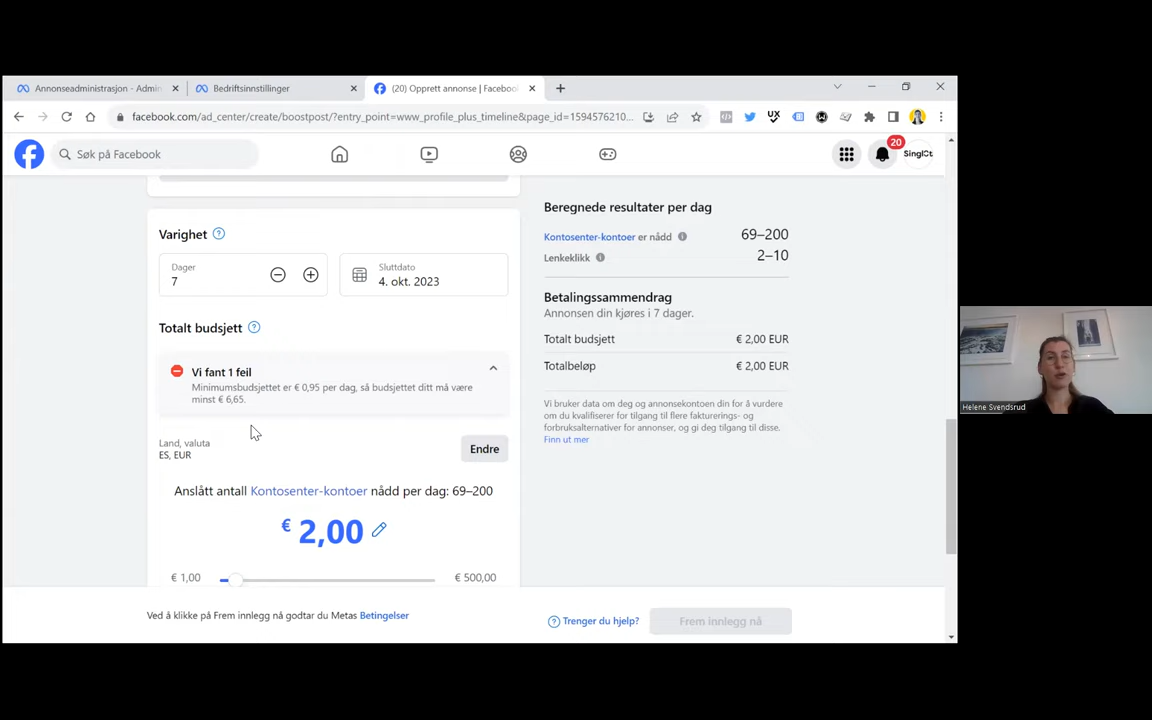 Annonseadministrasjon - Admin
Bedriftsinnstillinger
(20) Opprett annonse | Facebook
facebook.com/ad_center/create/boostpost/?entry_point=www_profile_plus_timeline&page_id=1594576210...
Søk på Facebook
20
Varighet
Dager
7
Sluttdato
4. okt. 2023
Totalt budsjett
Vi fant 1 feil
Minimumsbudsjettet er € 0,95 per dag, så budsjettet ditt må være
minst € 6,65.
Land, valuta
ES, EUR
Endre
Anslått antall Kontosenter-kontoer nådd per dag: 69–200
€ 2,00
€ 1,00
€ 500,00
Beregnede resultater per dag
Kontosenter-kontoer er nådd 69–200
Lenkeklikk 2–10
Betalingssammendrag
Annonsen din kjøres i 7 dager.
Totalt budsjett € 2,00 EUR
Totalbeløp € 2,00 EUR
Vi bruker data om deg og annonsekontoen din for å vurdere
om du kvalifiserer for tilgang til flere fakturerings- og
forbruksalternativer for annonser, og gi deg tilgang til disse.
Finn ut mer
Ved å klikke på Frem innlegg nå godtar du Metas Betingelser
Trenger du hjelp?
Frem innlegg nå
Helene Svendsrud